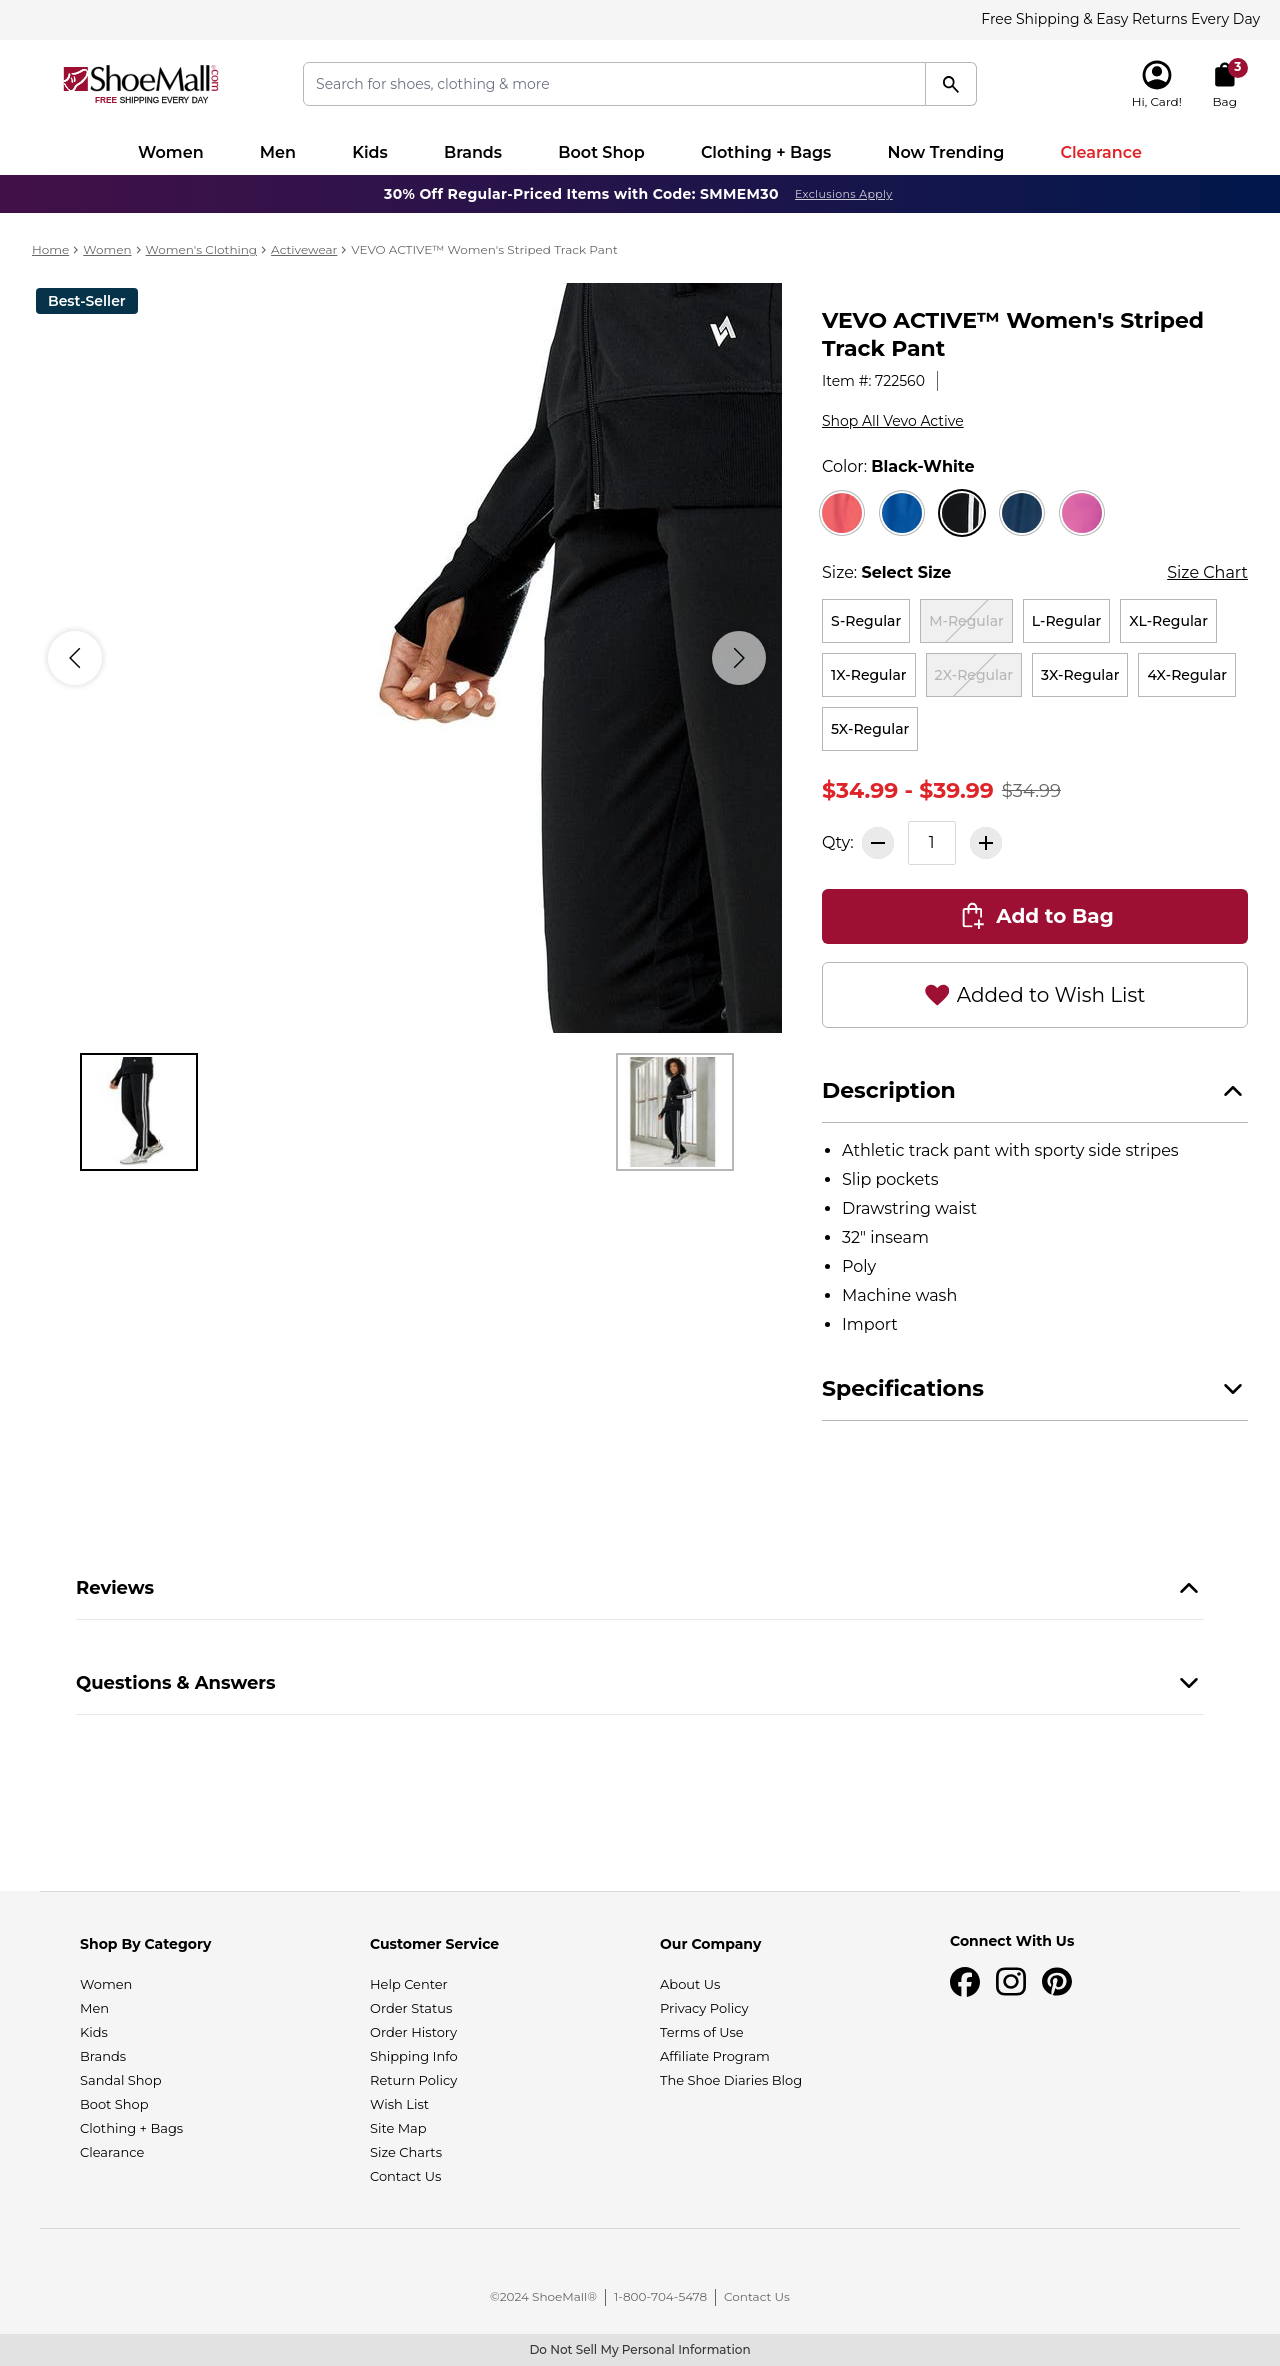 Free Shipping & Easy Returns Every Day
ShoeMall®.com
FREE SHIPPING EVERY DAY
Search for shoes, clothing & more
Hi, Card!
3
Bag
Women Men Kids Brands Boot Shop Clothing + Bags Now Trending Clearance
30% Off Regular-Priced Items with Code: SMMEM30 Exclusions Apply
Home > Women > Women's Clothing > Activewear > VEVO ACTIVE™ Women's Striped Track Pant
Best-Seller
VEVO ACTIVE™ Women's Striped
Track Pant
Item #: 722560
Shop All Vevo Active
Color: Black-White
Size: Select Size Size Chart
S-Regular M-Regular L-Regular XL-Regular
1X-Regular 2X-Regular 3X-Regular 4X-Regular
5X-Regular
$34.99 - $39.99 $34.99
Qty: 1
Add to Bag
Added to Wish List
Description
• Athletic track pant with sporty side stripes
• Slip pockets
• Drawstring waist
• 32" inseam
• Poly
• Machine wash
• Import
Specifications
Reviews
Questions & Answers
Shop By Category
Women
Men
Kids
Brands
Sandal Shop
Boot Shop
Clothing + Bags
Clearance
Customer Service
Help Center
Order Status
Order History
Shipping Info
Return Policy
Wish List
Site Map
Size Charts
Contact Us
Our Company
About Us
Privacy Policy
Terms of Use
Affiliate Program
The Shoe Diaries Blog
Connect With Us
©2024 ShoeMall® | 1-800-704-5478 | Contact Us
Do Not Sell My Personal Information